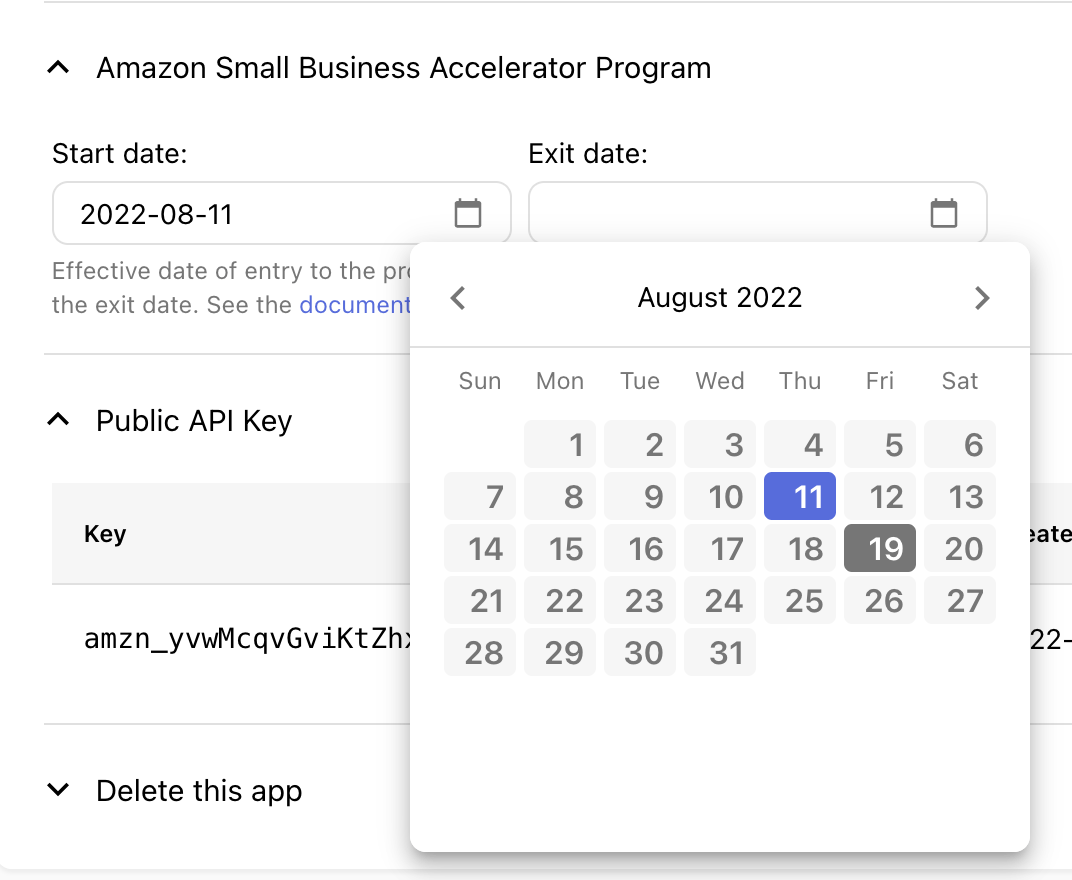 Amazon Small Business Accelerator Program
Start date: Exit date:
2022-08-11
Effective date of entry to the
the exit date. See the document
August 2022
Sun Mon Tue Wed Thu Fri Sat
1 2 3 4 5 6
7 8 9 10 11 12 13
14 15 16 17 18 19 20
21 22 23 24 25 26 27
28 29 30 31
Public API Key
Key
amzn_yvwMcqvGviKtZh
22-
Delete this app